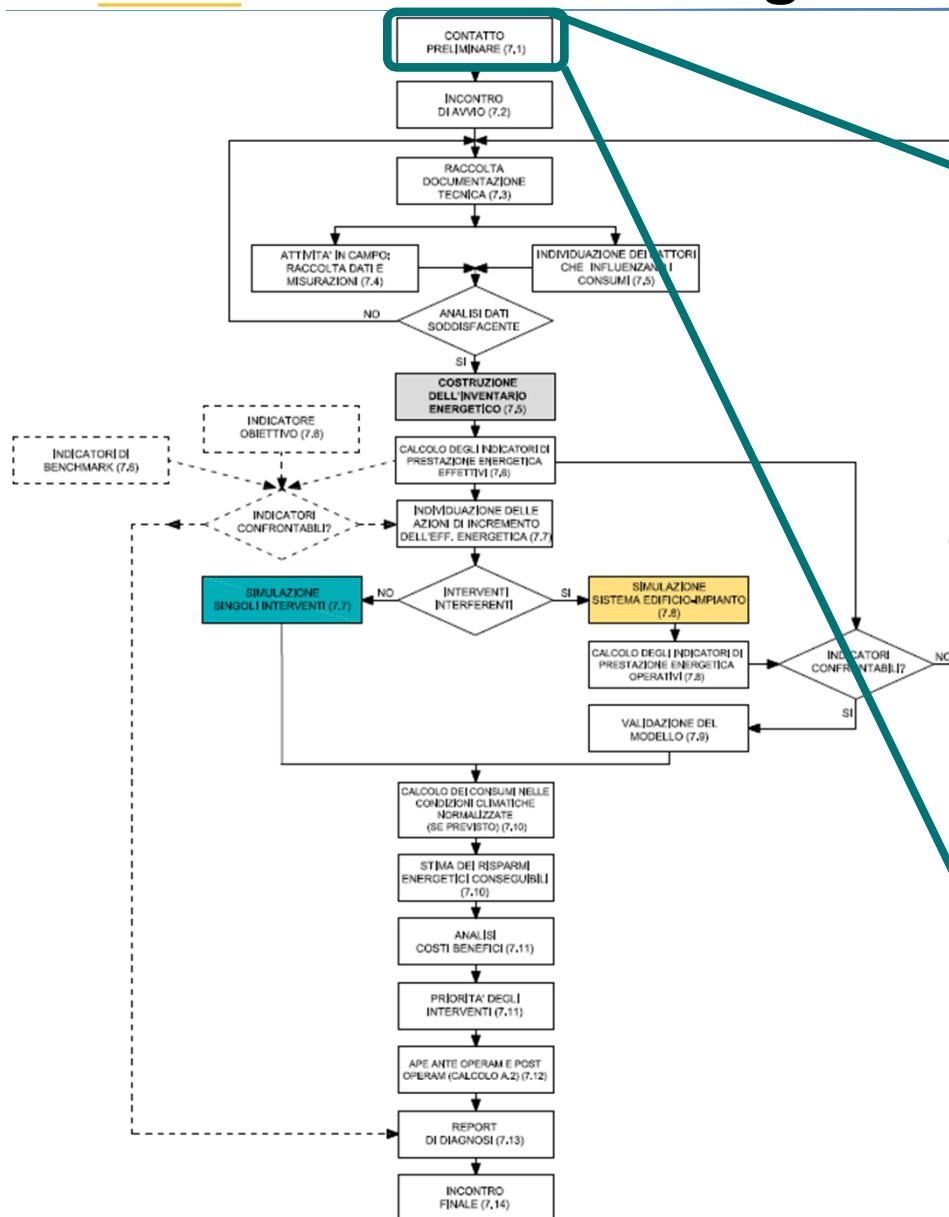 CONTATTO
PRELIMINARE (7.1)
INCONTRO
DI AVVIO (7.2)
RACCOLTA
DOCUMENTAZIONE
TECNICA (7.3)
ATTIVITA' IN CAMPO:
RACCOLTA DATI E
MISURAZIONI (7.4)
INDIVIDUAZIONE DEI FATTORI
CHE INFLUENZANO I
CONSUMI (7.5)
NO
ANALISI DATI
SODDISFACENTE
SI
COSTRUZIONE
DELL'INVENTARIO
ENERGETICO (7.5)
INDICATORE
OBIETTIVO (7.6)
INDICATORI DI
BENCHMARK (7.6)
CALCOLO DEGLI INDICATORI DI
PRESTAZIONE ENERGETICA
EFFETTIVI (7.6)
INDICATORI
CONFRONTABILI?
INDIVIDUAZIONE DELLE
AZIONI DI INCREMENTO
DELL'EFF. ENERGETICA (7.7)
SIMULAZIONE
SINGOLI INTERVENTI (7.7)
NO
INTERVENTI
INTERFERENTI
SI
SIMULAZIONE
SISTEMA EDIFICIO-IMPIANTO
(7.8)
CALCOLO DEGLI INDICATORI DI
PRESTAZIONE ENERGETICA
OPERATIVI (7.8)
INDICATORI
CONFRONTABILI?
NO
SI
VALIDAZIONE DEL
MODELLO (7.9)
CALCOLO DEI CONSUMI NELLE
CONDIZIONI CLIMATICHE
NORMALIZZATE
(SE PREVISTO) (7.10)
STIMA DEI RISPARMI
ENERGETICI CONSEGUIBILI
(7.10)
ANALISI
COSTI BENEFICI (7.11)
PRIORITA' DEGLI
INTERVENTI (7.11)
APE ANTE OPERAM E POST
OPERAM (CALCOLO A.2) (7.12)
REPORT
DI DIAGNOSI (7.13)
INCONTRO
FINALE (7.14)